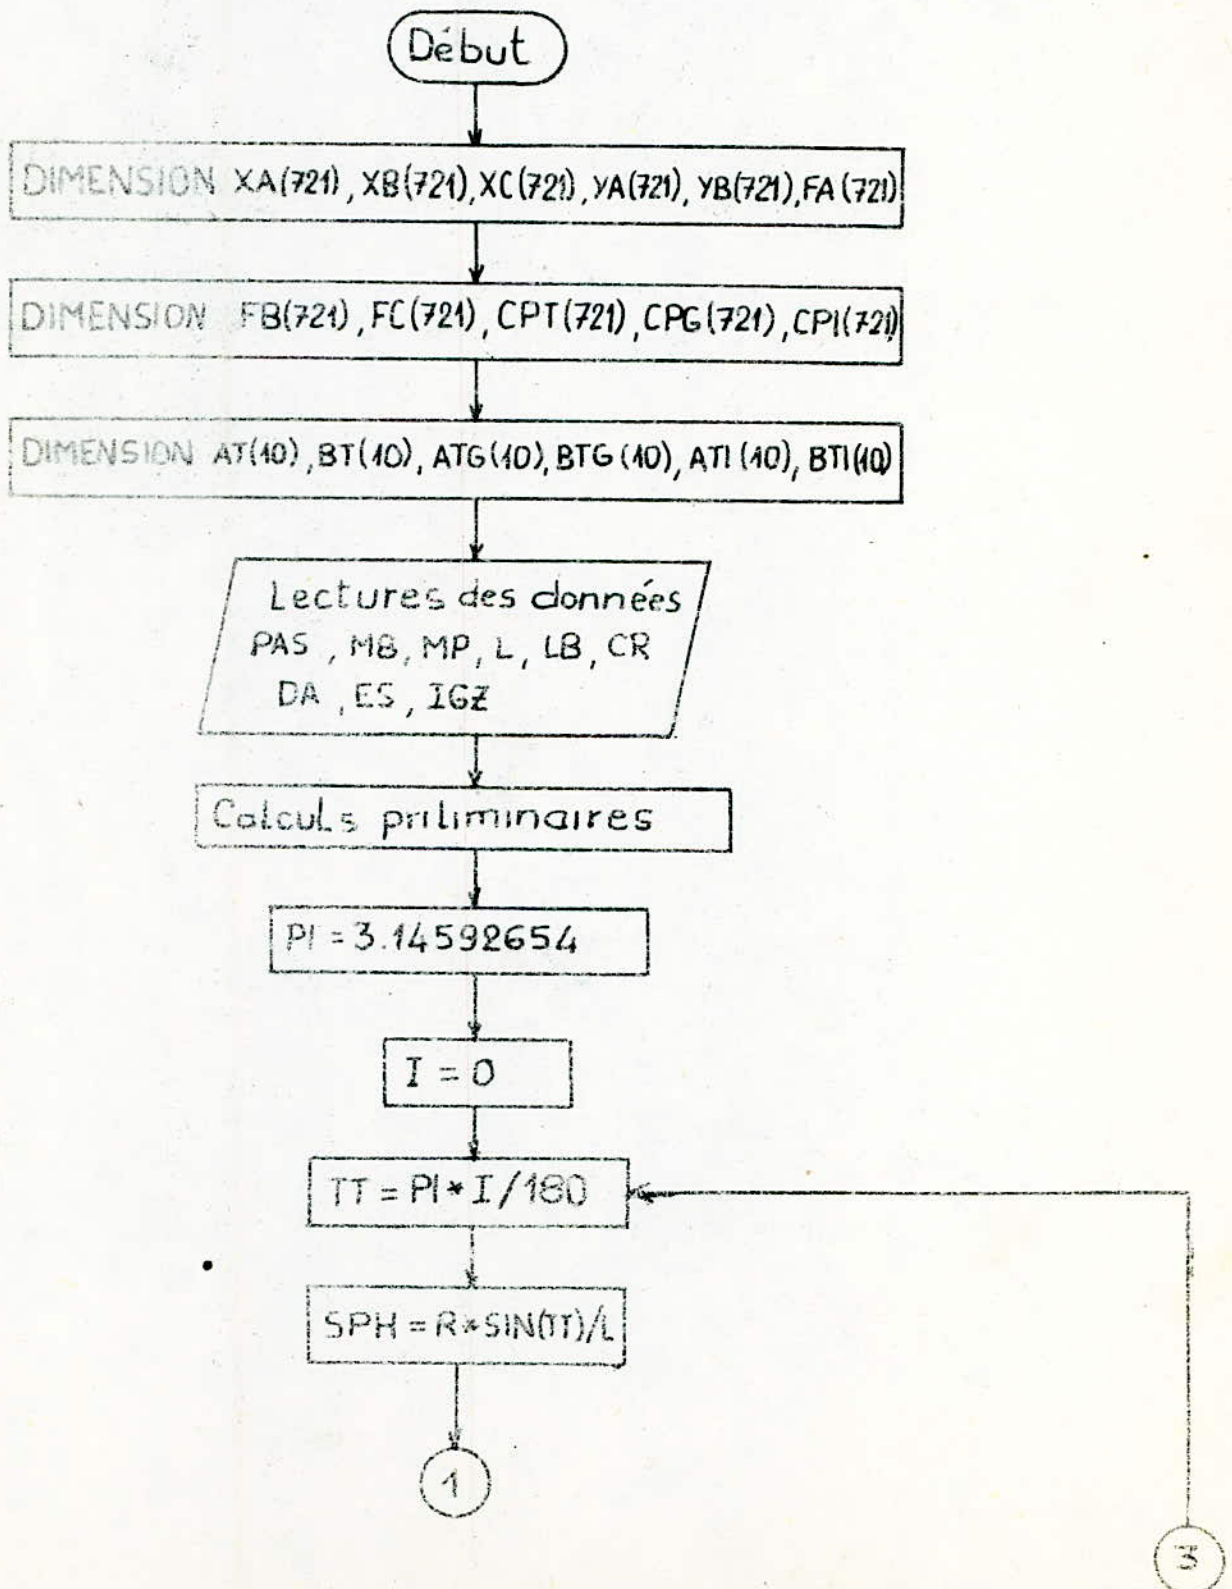 Début
DIMENSION XA(721), XB(721), XC(721), YA(721), YB(721), FA(721)
DIMENSION FB(721), FC(721), CPT(721), CPG(721), CPI(721)
DIMENSION AT(10), BT(10), ATG(10), BTG(10), ATI(10), BTI(10)
Lectures des données
PAS, MB, MP, L, LB, CR
DA, ES, IGZ
Calculs priliminaires
PI = 3.14592654
I = 0
TT = PI*I/180
SPH = R*SIN(TT)/L
1
3